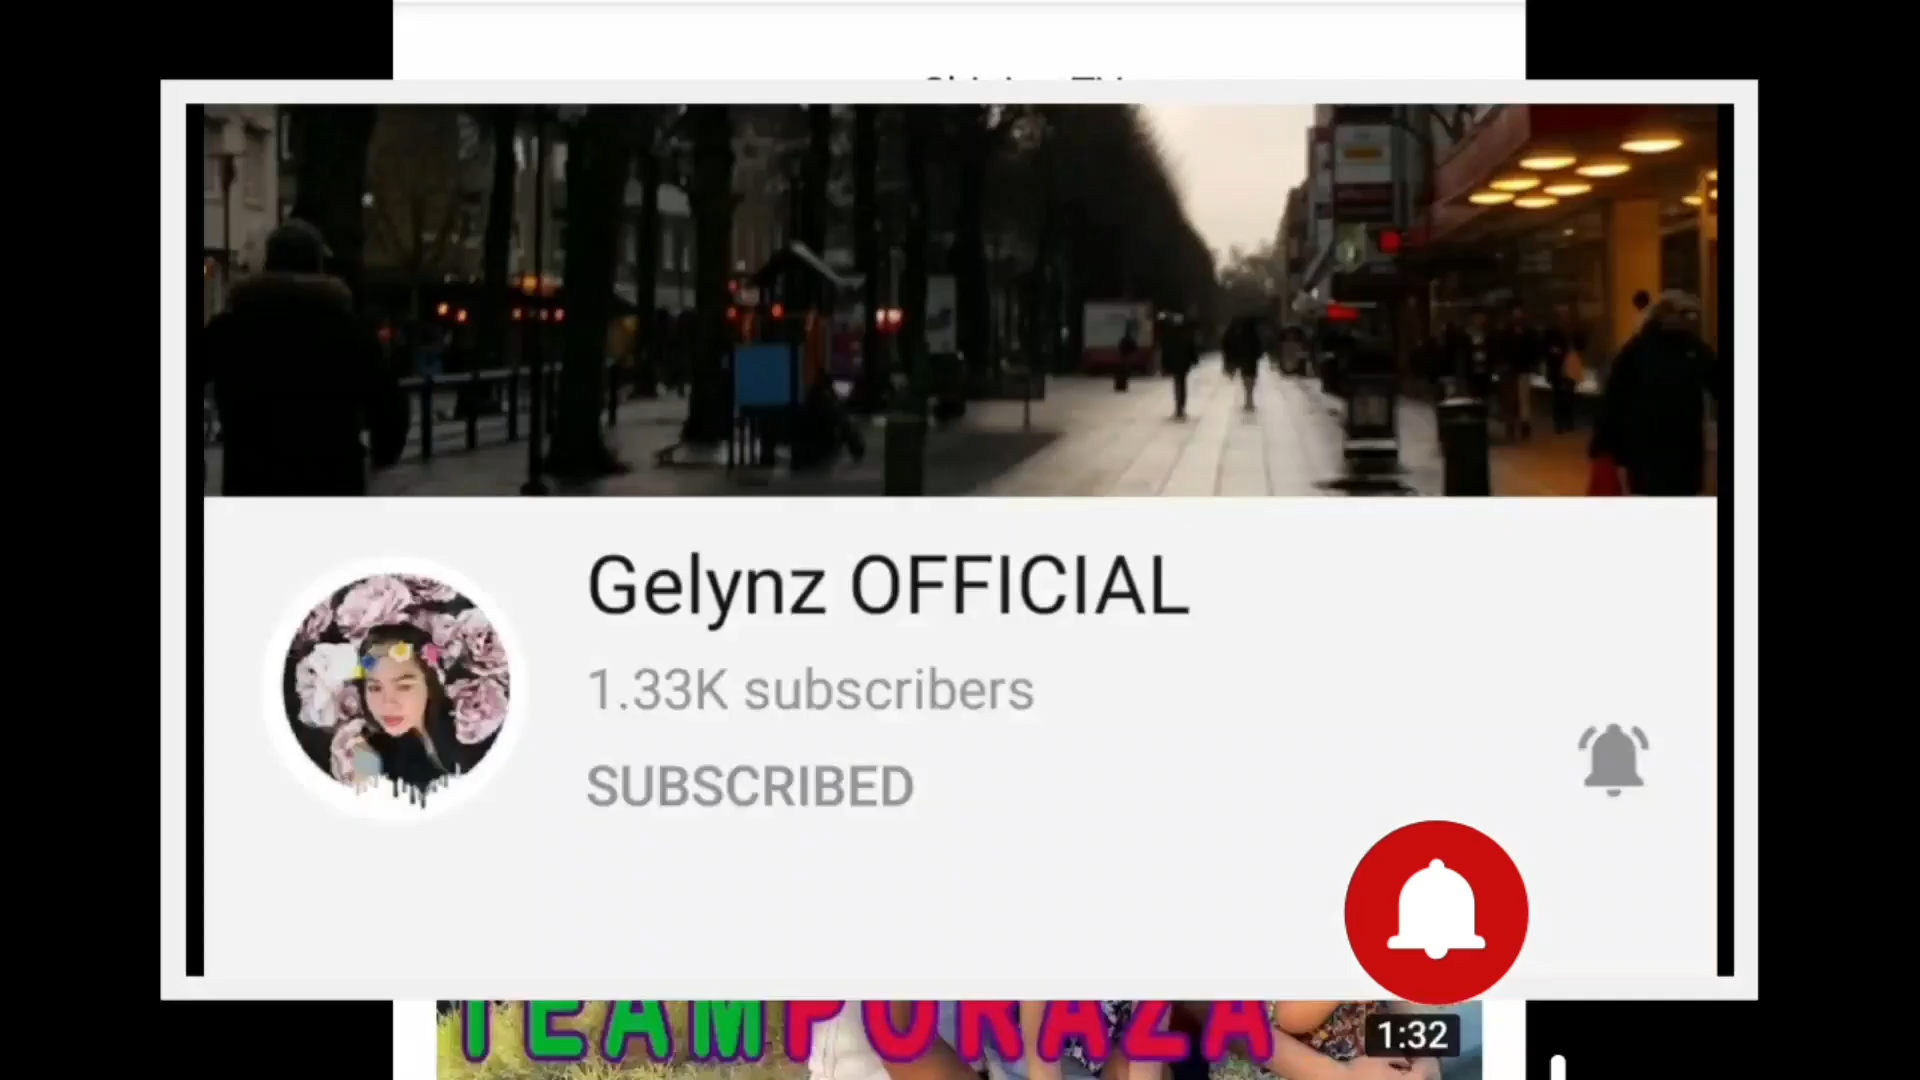 Gelynz OFFICIAL
1.33K subscribers
SUBSCRIBED
TEAMPORAZA
1:32